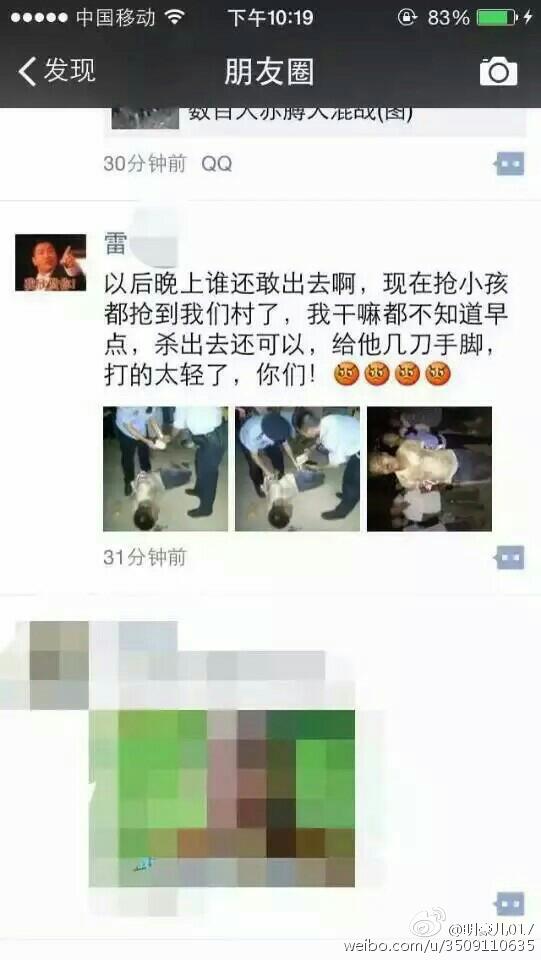 中国移动 下午10:19 83%
发现 朋友圈
数百人赤膊大混战(图)
30分钟前 QQ
雷
以后晚上谁还敢出去啊，现在抢小孩
都抢到我们村了，我干嘛都不知道早
点，杀出去还可以，给他几刀手脚，
打的太轻了，你们！
31分钟前
weibo.com/u/3509110635